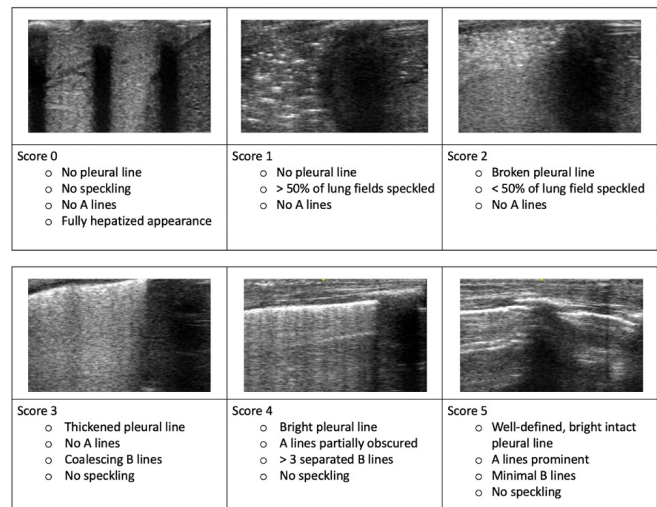 Score 0
o No pleural line
o No speckling
o No A lines
o Fully hepatized appearance
Score 1
o No pleural line
o > 50% of lung fields speckled
o No A lines
Score 2
o Broken pleural line
o < 50% of lung field speckled
o No A lines
Score 3
o Thickened pleural line
o No A lines
o Coalescing B lines
o No speckling
Score 4
o Bright pleural line
o A lines partially obscured
o > 3 separated B lines
o No speckling
Score 5
o Well-defined, bright intact
pleural line
o A lines prominent
o Minimal B lines
o No speckling